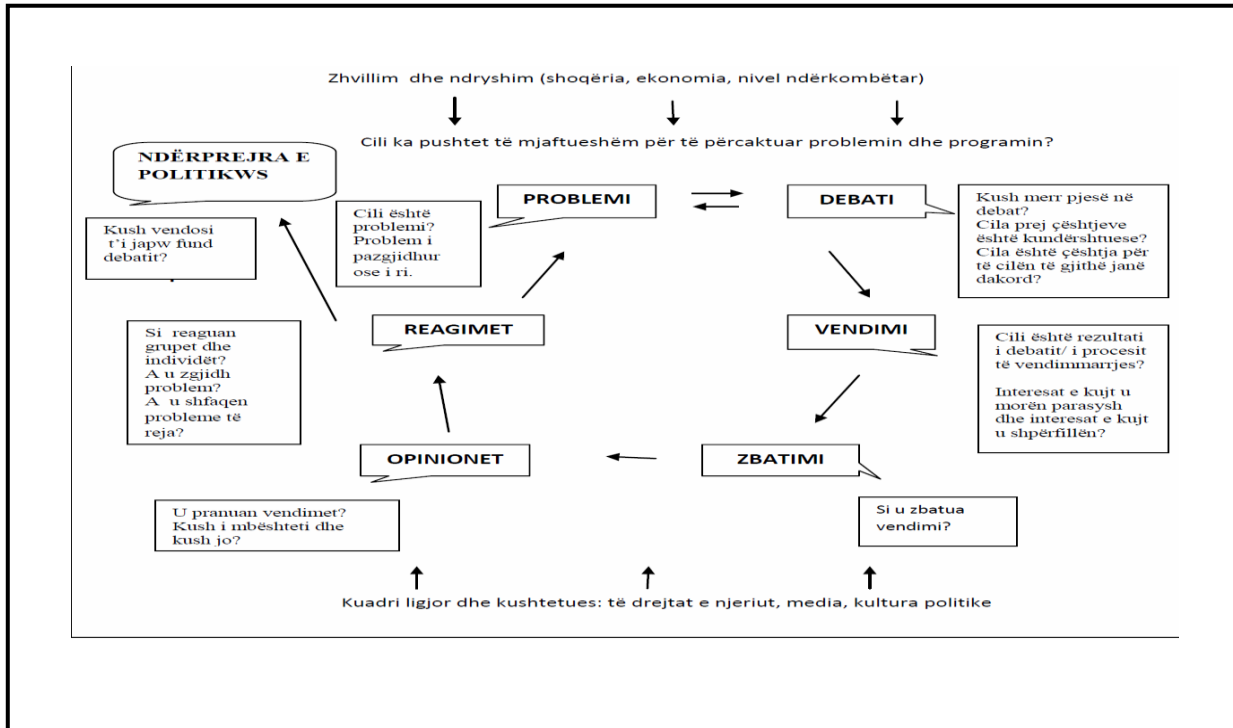 Zhvillim dhe ndryshim (shoqëria, ekonomia, nivel ndërkombëtar)
Cili ka pushtet të mjaftueshëm për të përcaktuar problemin dhe programin?
NDËRPREJRA E
POLITIKWS
Kush vendosi
t'i japw fund
debatit?
Cili është
problemi?
Problem i
pazgjidhur
ose i ri.
PROBLEMI
DEBATI
Kush merr pjesë në
debat?
Cila prej çështjeve
është kundërshtuese?
Cila është çështja për
të cilën të gjithë janë
dakord?
Si reaguan
grupet dhe
individët?
A u zgjidh
problem?
A u shfaqen
probleme të
reja?
REAGIMET
VENDIMI
Cili është rezultati
i debatit/ i procesit
të vendimmarrjes?
Interesat e kujt u
morën parasysh
dhe interesat e kujt
u shpërfillën?
OPINIONET
ZBATIMI
U pranuan vendimet?
Kush i mbështeti dhe
kush jo?
Si u zbatua
vendimi?
Kuadri ligjor dhe kushtetues: të drejtat e njeriut, media, kultura politike